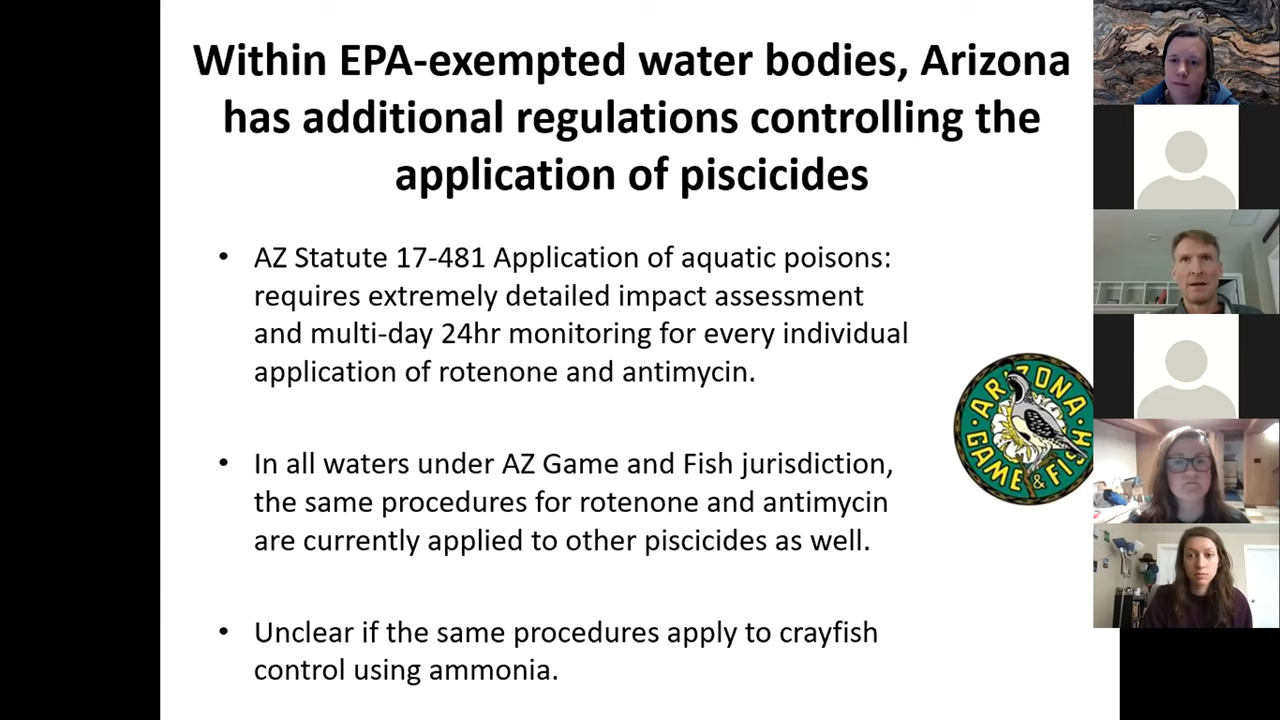 Within EPA-exempted water bodies, Arizona
has additional regulations controlling the
application of piscicides
• AZ Statute 17-481 Application of aquatic poisons:
requires extremely detailed impact assessment
and multi-day 24hr monitoring for every individual
application of rotenone and antimycin.
• In all waters under AZ Game and Fish jurisdiction,
the same procedures for rotenone and antimycin
are currently applied to other piscicides as well.
• Unclear if the same procedures apply to crayfish
control using ammonia.
ARIZONA
GAME & FIS